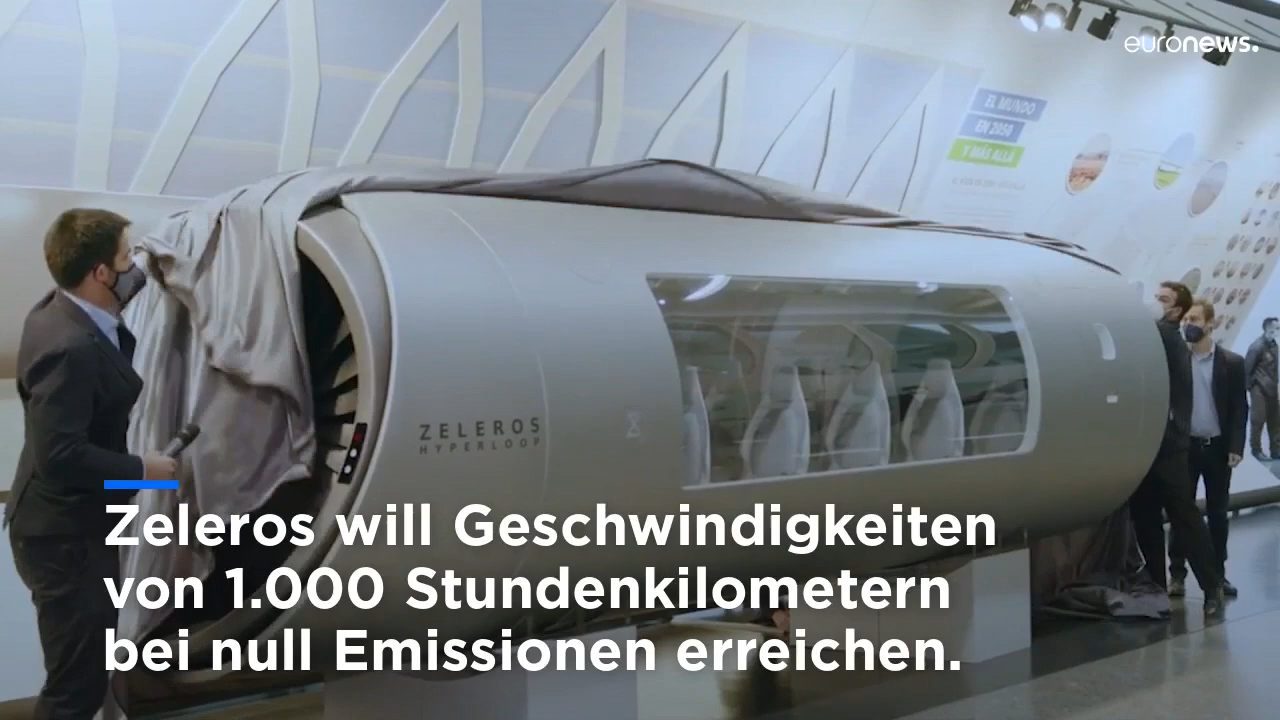 euronews.
EL MUNDO
EN 2050
Y MÁS ALLÁ
ZELEROS
HYPERLOOP
Zeleros will Geschwindigkeiten
von 1.000 Stundenkilometern
bei null Emissionen erreichen.